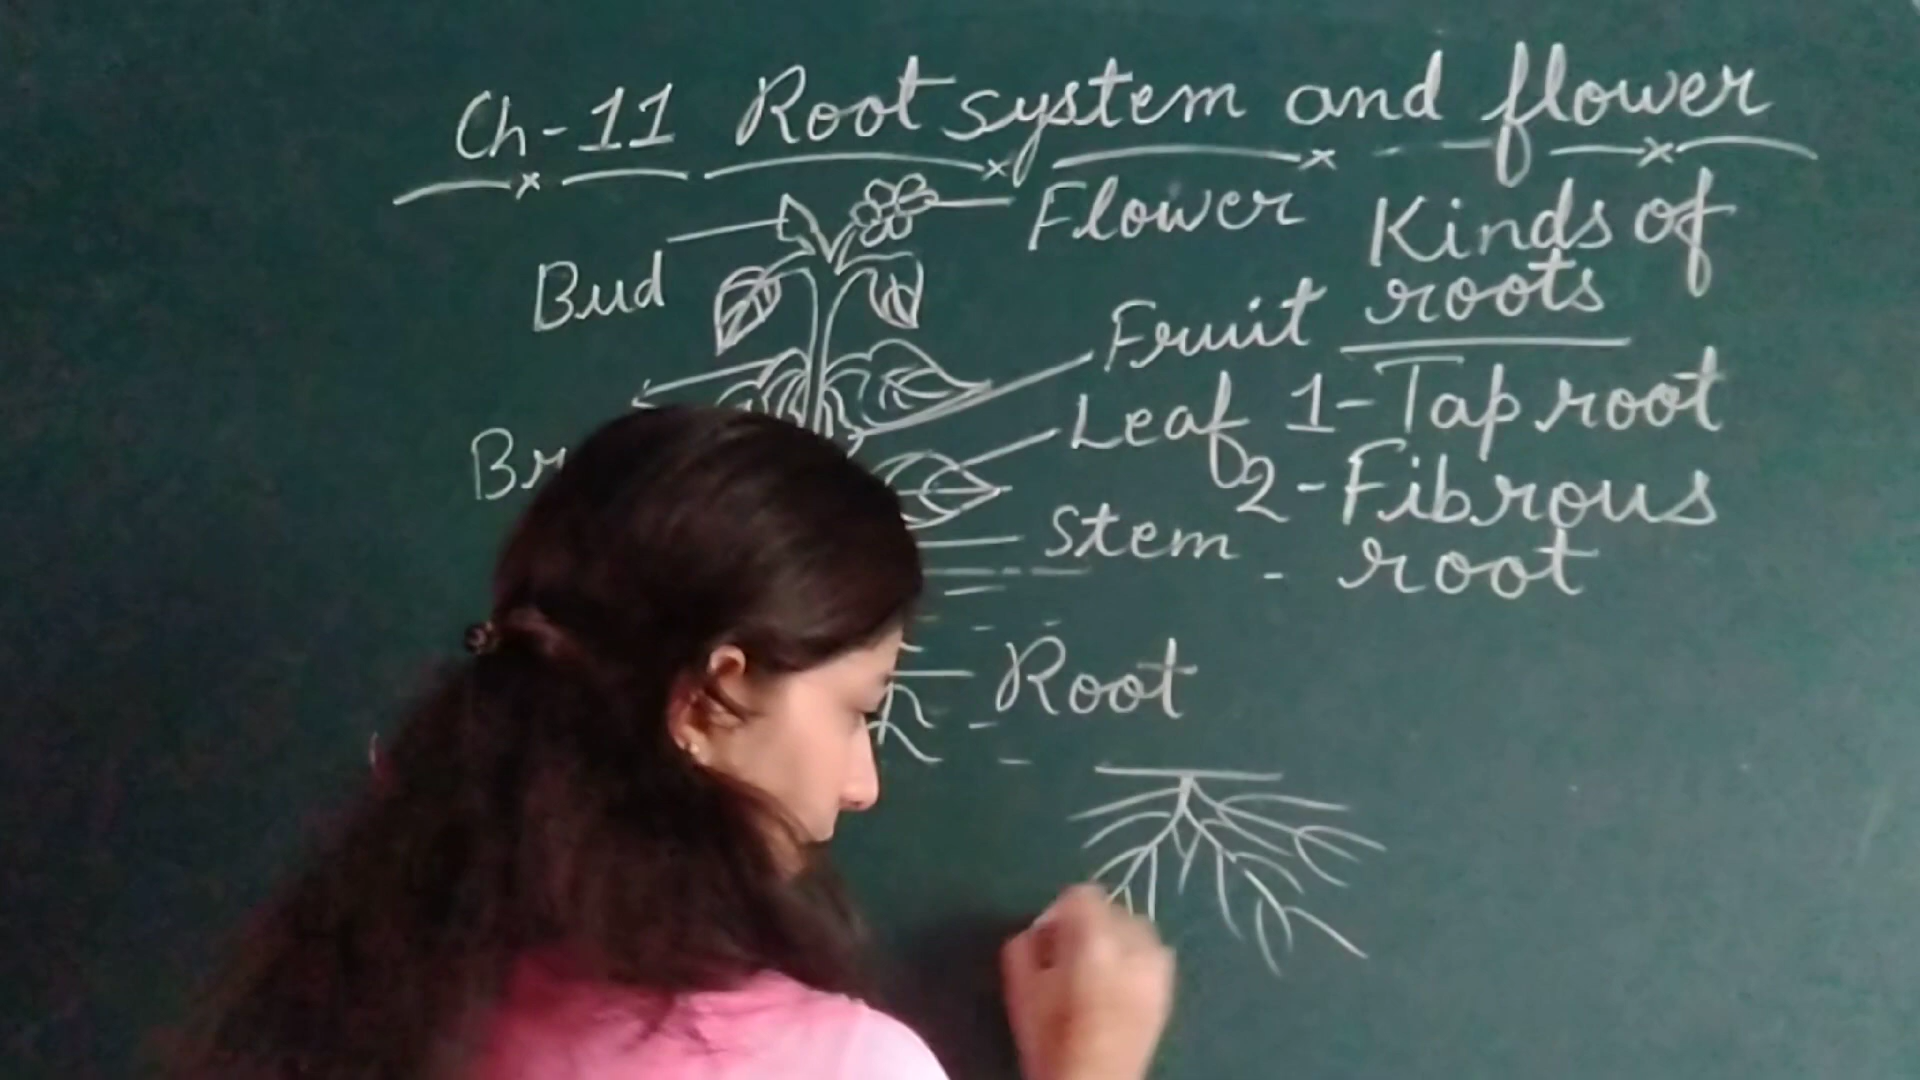 Ch-11 Root system and flower
Flower
Kinds of
roots
Bud
Fruit
Leaf
1-Tap root
2-Fibrous
root
Stem
Root